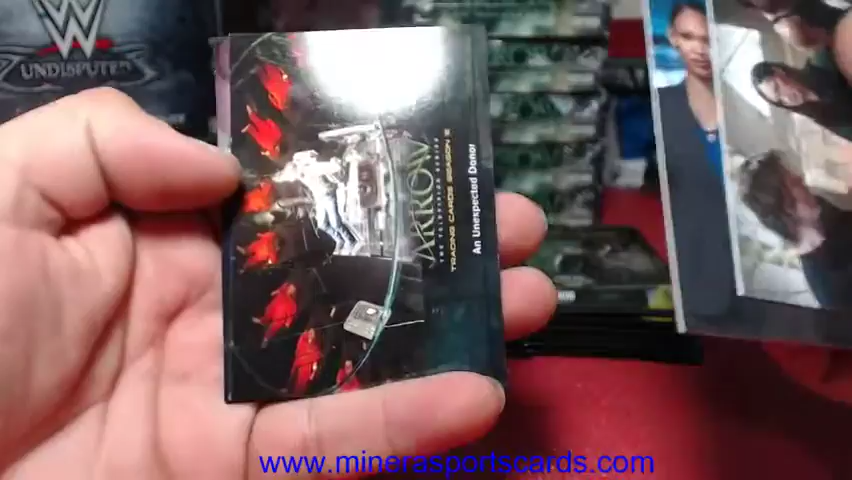 W
UNDISPUTED
ARROW
THE TELEVISION SERIES
TRADING CARDS SEASON 2
An Unexpected Donor
www.minerasportscards.com